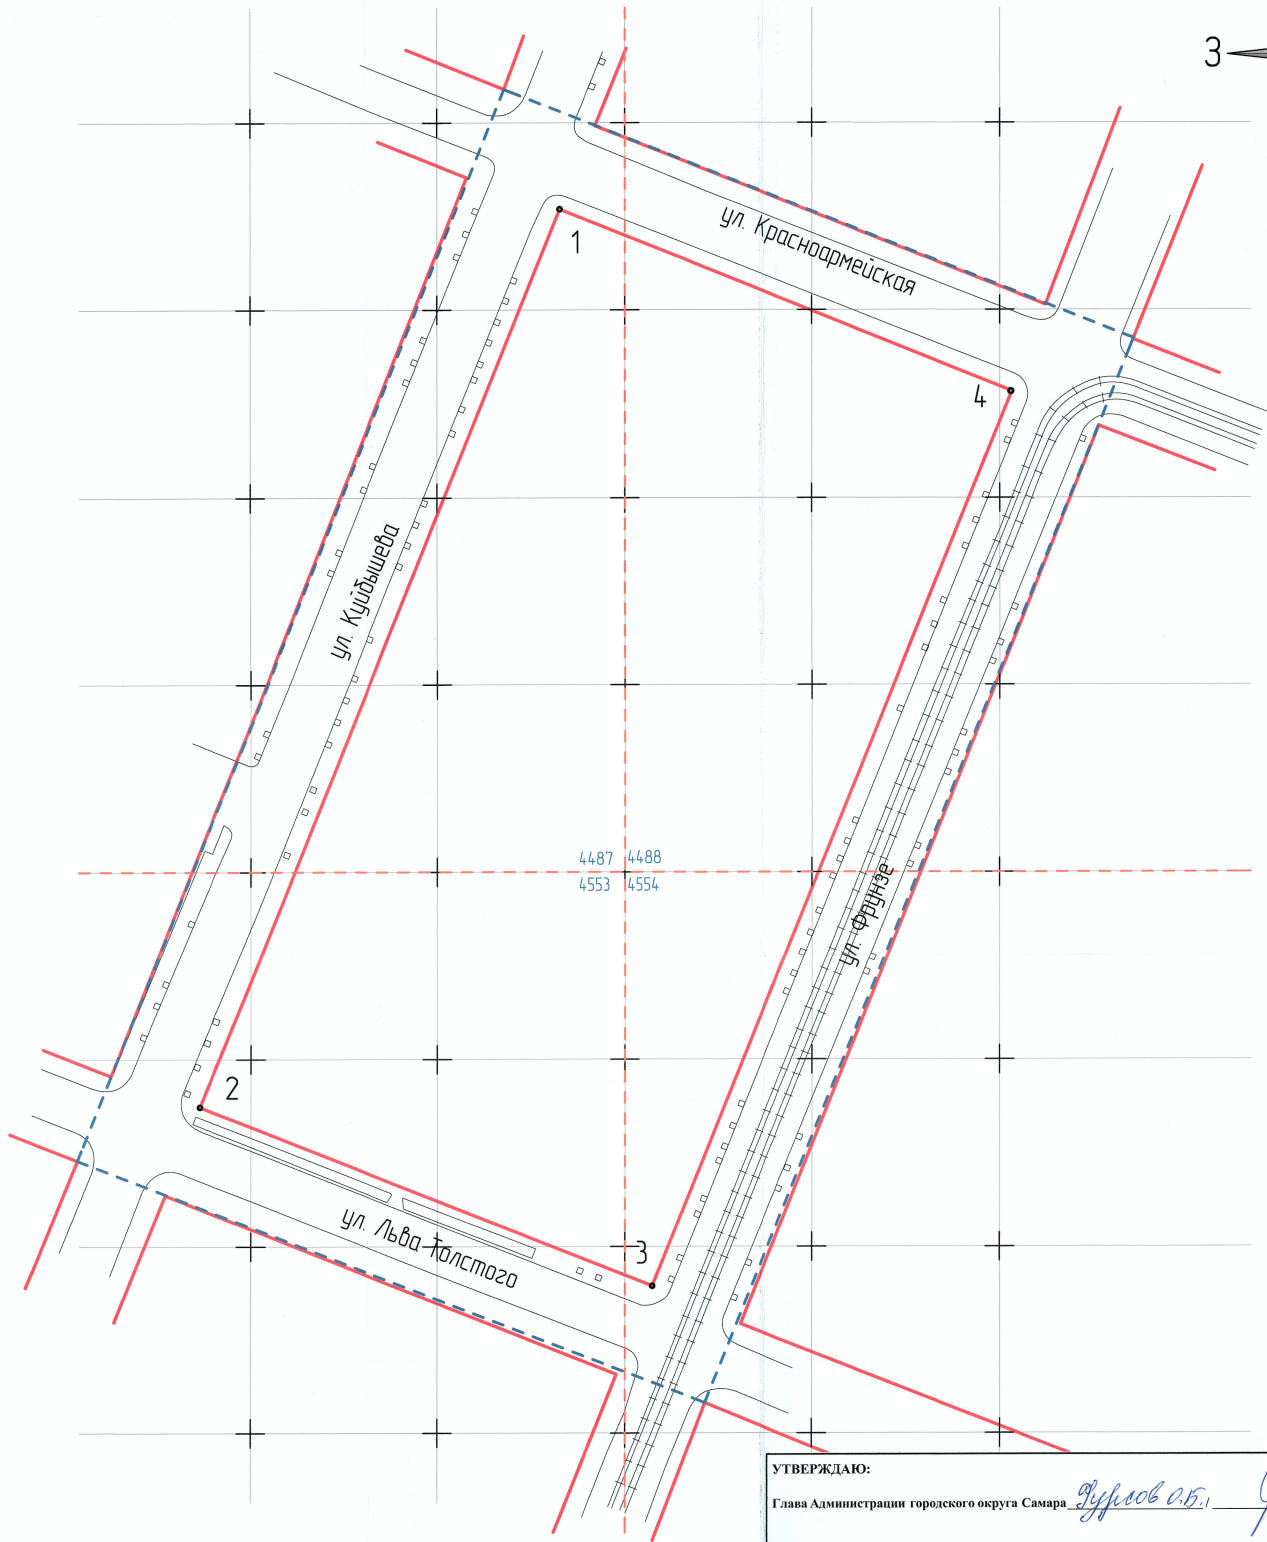 З
ул. Красноармейская
1
4
ул. Куйбышева
4487 4488
4553 4554
ул. Фрунзе
2
ул. Льва Толстого
3
УТВЕРЖДАЮ:
Глава Администрации городского округа Самара Фурсов О.Б.